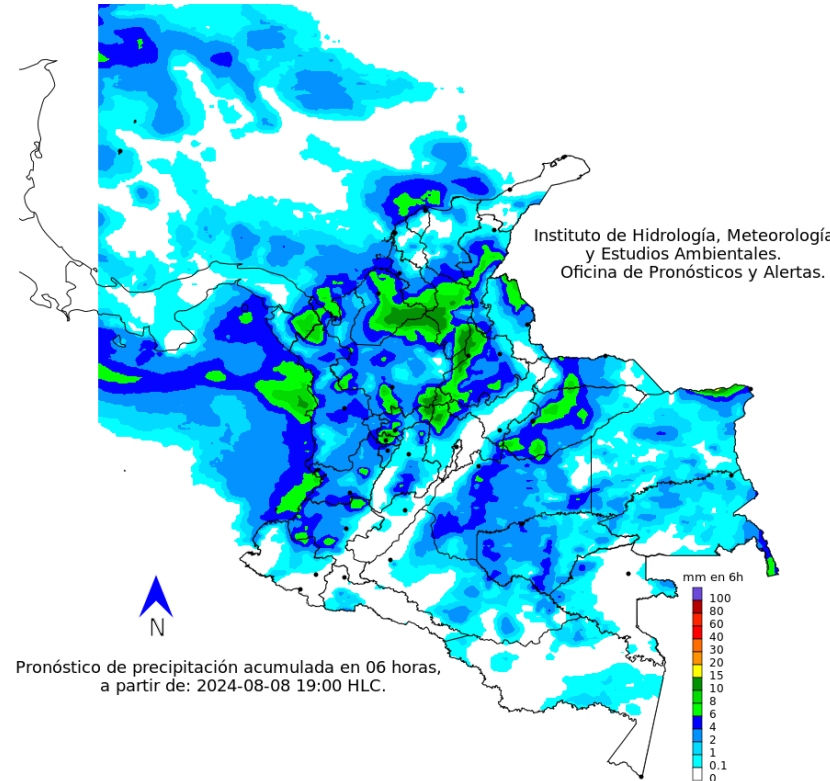 Instituto de Hidrología, Meteorología
y Estudios Ambientales.
Oficina de Pronósticos y Alertas.
mm en 6h
100
80
60
40
30
20
15
10
8
6
4
2
1
0.1
0
N
Pronóstico de precipitación acumulada en 06 horas,
a partir de: 2024-08-08 19:00 HLC.